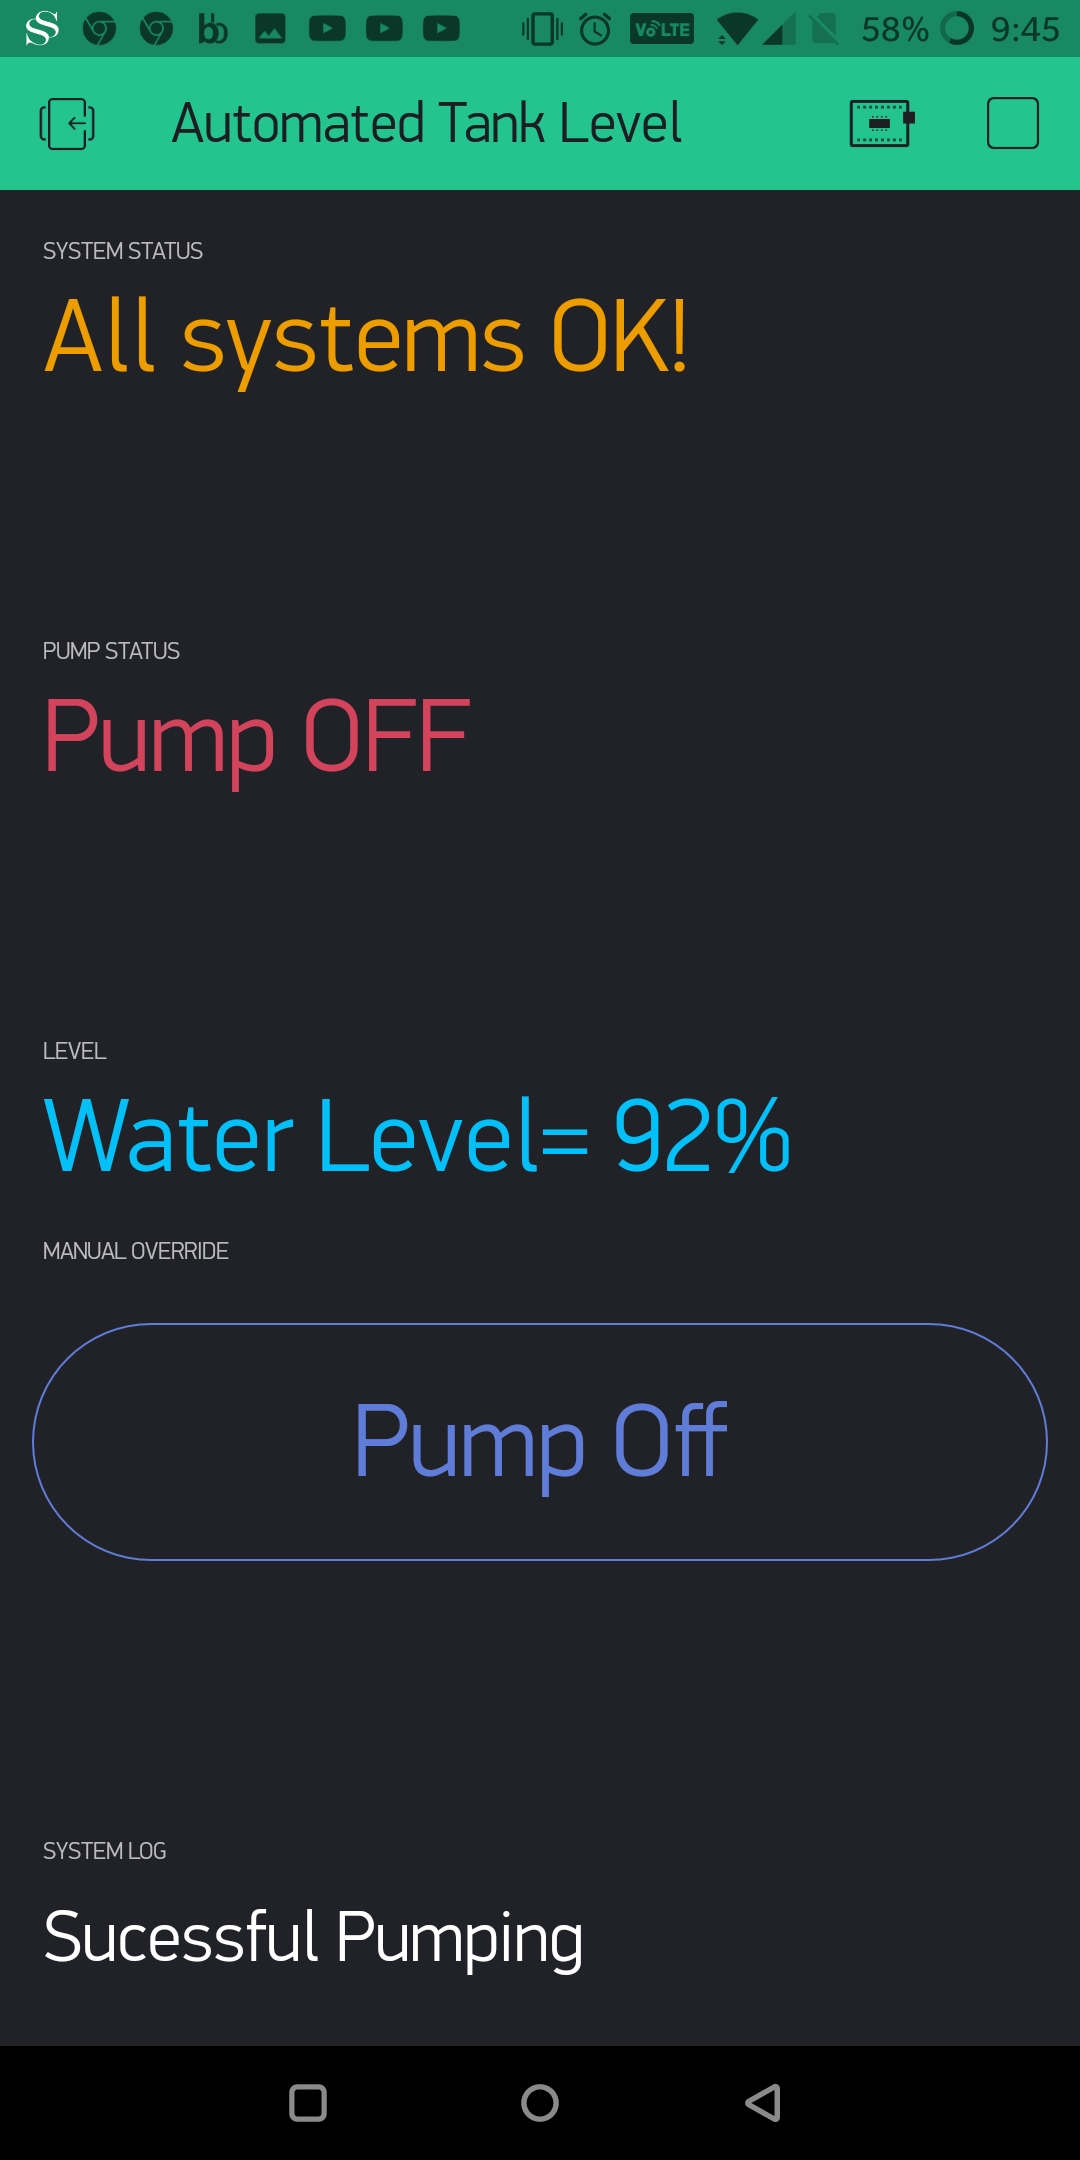 S bb VoLTE 58% 9:45
Automated Tank Level
SYSTEM STATUS
All systems OK!
PUMP STATUS
Pump OFF
LEVEL
Water Level= 92%
MANUAL OVERRIDE
Pump Off
SYSTEM LOG
Sucessful Pumping